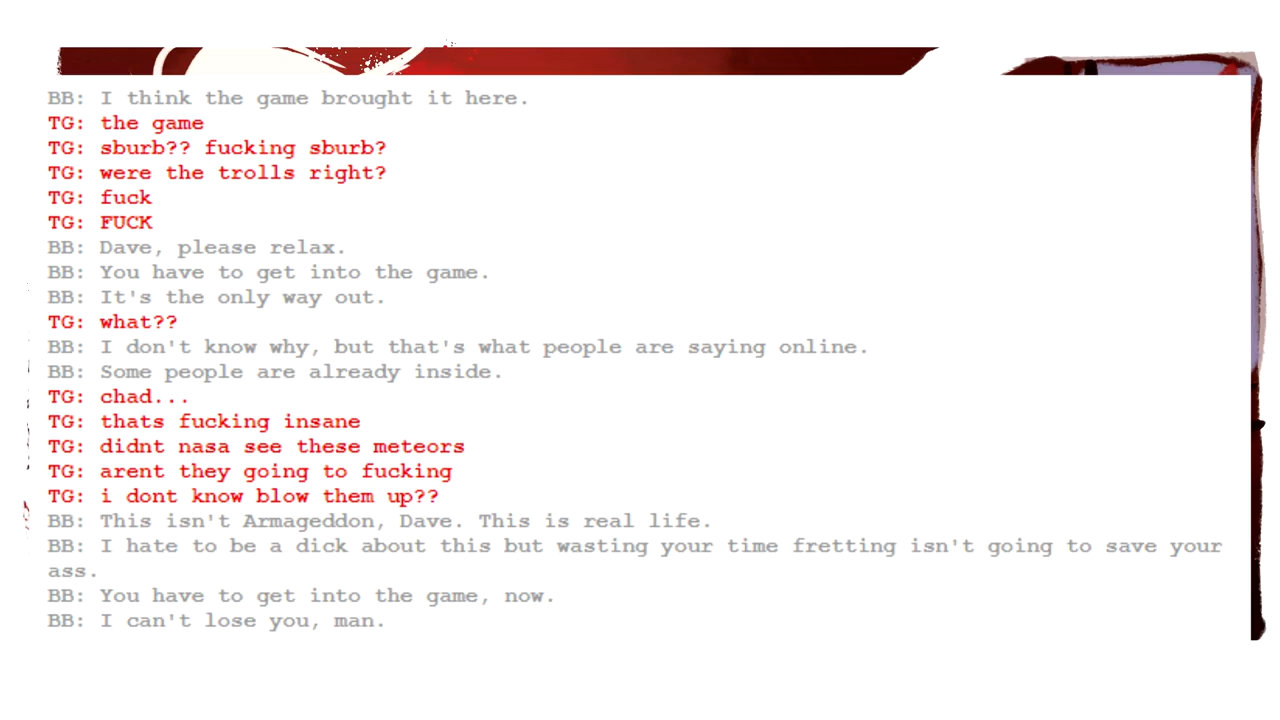 BB: I think the game brought it here.
TG: the game
TG: sburb?? fucking sburb?
TG: were the trolls right?
TG: fuck
TG: FUCK
BB: Dave, please relax.
BB: You have to get into the game.
BB: It's the only way out.
TG: what??
BB: I don't know why, but that's what people are saying online.
BB: Some people are already inside.
TG: chad...
TG: thats fucking insane
TG: didnt nasa see these meteors
TG: arent they going to fucking
TG: i dont know blow them up??
BB: This isn't Armageddon, Dave. This is real life.
BB: I hate to be a dick about this but wasting your time fretting isn't going to save your
ass.
BB: You have to get into the game, now.
BB: I can't lose you, man.